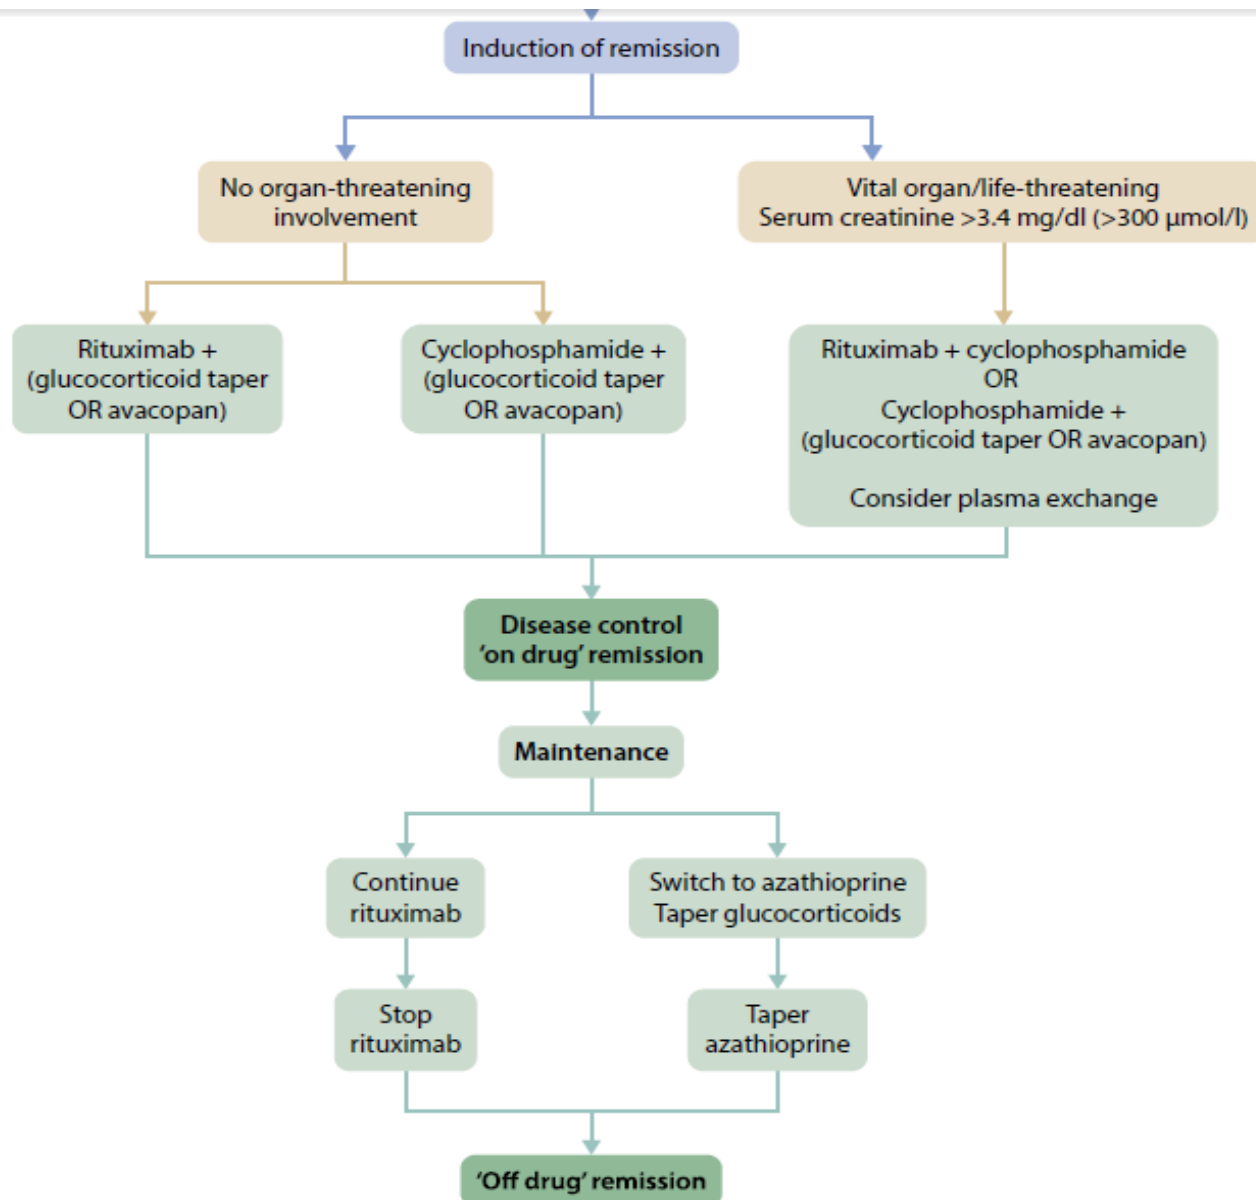 Induction of remission
No organ-threatening
involvement
Vital organ/life-threatening
Serum creatinine >3.4 mg/dl (>300 µmol/l)
Rituximab +
(glucocorticoid taper
OR avacopan)
Cyclophosphamide +
(glucocorticoid taper
OR avacopan)
Rituximab + cyclophosphamide
OR
Cyclophosphamide +
(glucocorticoid taper OR avacopan)
Consider plasma exchange
Disease control
‘on drug’ remission
Maintenance
Continue
rituximab
Switch to azathioprine
Taper glucocorticoids
Stop
rituximab
Taper
azathioprine
‘Off drug’ remission